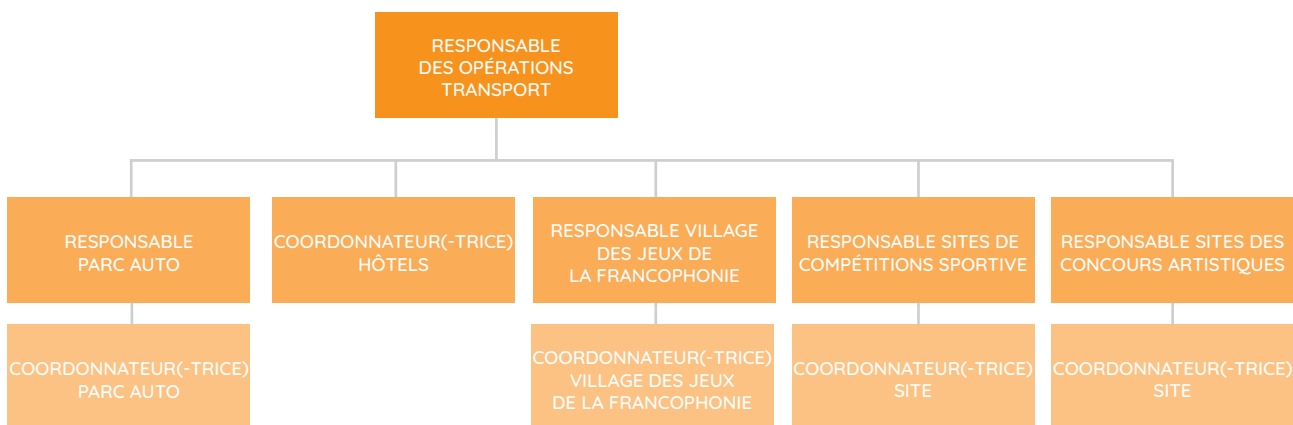 RESPONSABLE
DES OPÉRATIONS
TRANSPORT
RESPONSABLE
PARC AUTO
COORDONNATEUR(-TRICE)
HÔTELS
RESPONSABLE VILLAGE
DES JEUX DE
LA FRANCOPHONIE
RESPONSABLE SITES DE
COMPÉTITIONS SPORTIVE
RESPONSABLE SITES DES
CONCOURS ARTISTIQUES
COORDONNATEUR(-TRICE)
PARC AUTO
COORDONNATEUR(-TRICE)
VILLAGE DES JEUX
DE LA FRANCOPHONIE
COORDONNATEUR(-TRICE)
SITE
COORDONNATEUR(-TRICE)
SITE